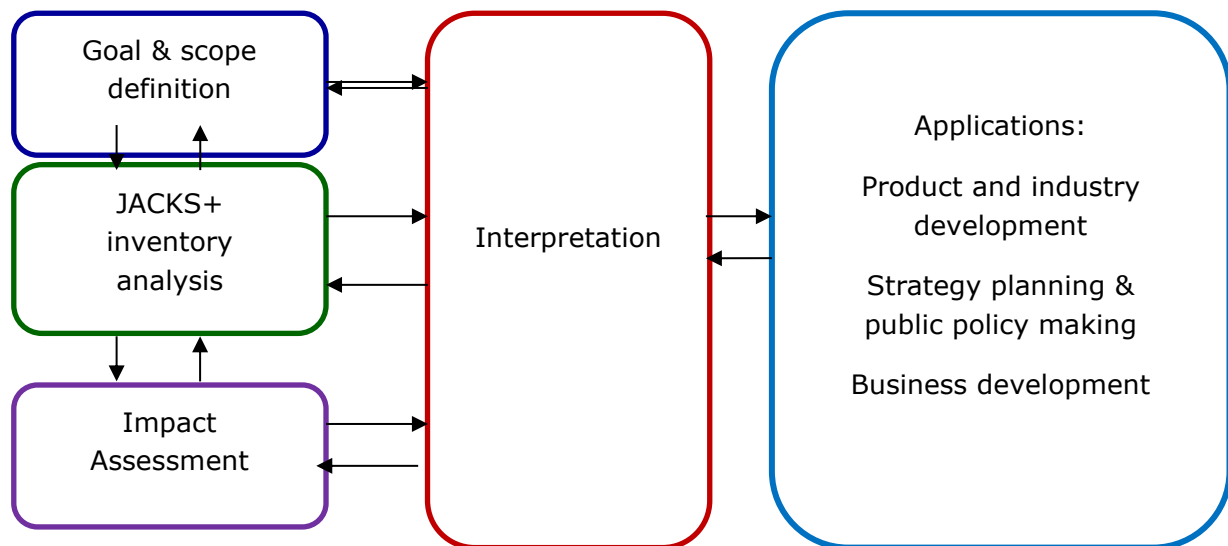 Goal & scope
definition
JACKS+
inventory
analysis
Impact
Assessment
Interpretation
Applications:
Product and industry
development
Strategy planning &
public policy making
Business development